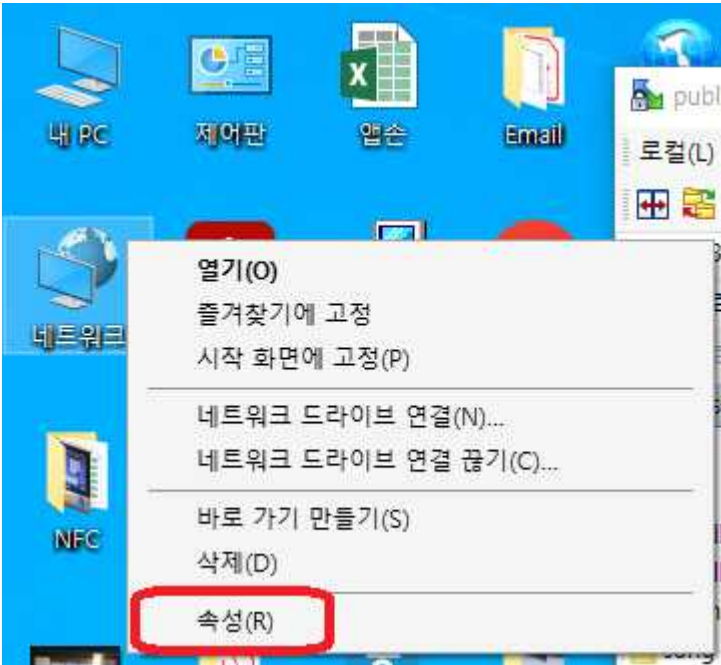 내 PC
제어판
앱손
Email
publ
로컬(L)
네트워크
열기(O)
즐겨찾기에 고정
시작 화면에 고정(P)
네트워크 드라이브 연결(N)...
네트워크 드라이브 연결 끊기(C)...
바로 가기 만들기(S)
삭제(D)
속성(R)
NFC